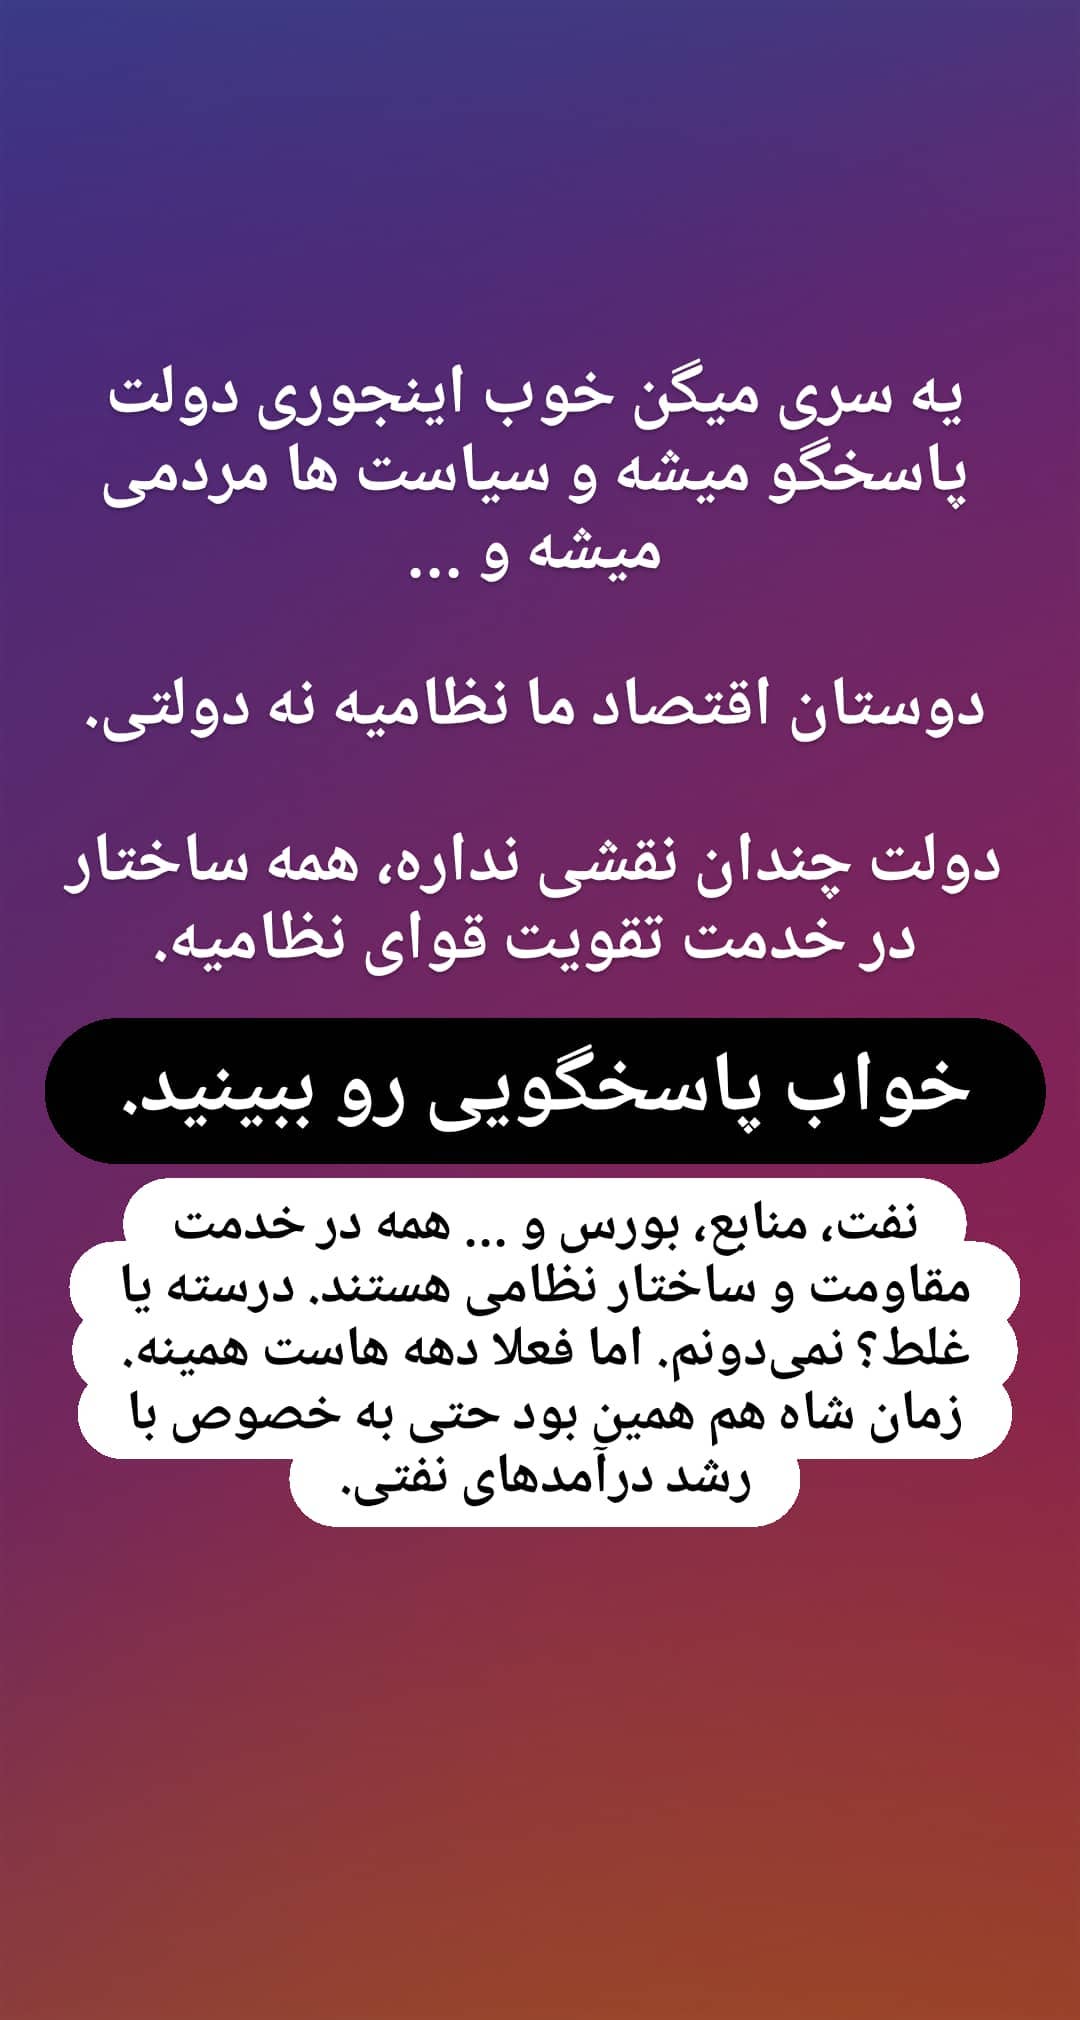 یه سری میگن خوب اینجوری دولت
پاسخگو میشه و سیاست ها مردمی
میشه و ...
دوستان اقتصاد ما نظامیه نه دولتی.
دولت چندان نقشی نداره، همه ساختار
در خدمت تقویت قوای نظامیه.
خواب پاسخگویی رو ببینید.
نفت، منابع، بورس و ... همه در خدمت
مقاومت و ساختار نظامی هستند. درسته یا
غلط؟ نمی‌دونم. اما فعلا دهه هاست همینه.
زمان شاه هم همین بود حتی به خصوص با
رشد درآمدهای نفتی.